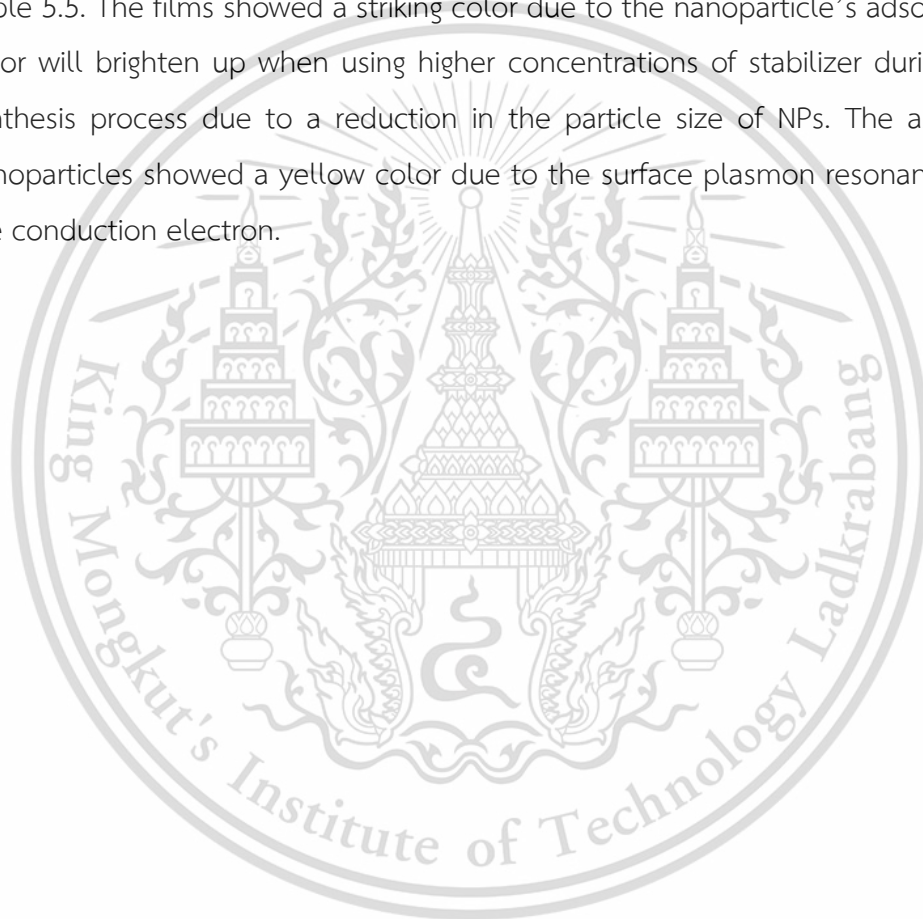 ble 5.5. The films showed a striking color due to the nanoparticle's adso
or will brighten up when using higher concentrations of stabilizer duri
nthesis process due to a reduction in the particle size of NPs. The a
noparticles showed a yellow color due to the surface plasmon resonan
e conduction electron.
King Mongkut's Institute of Technology Ladkrabang